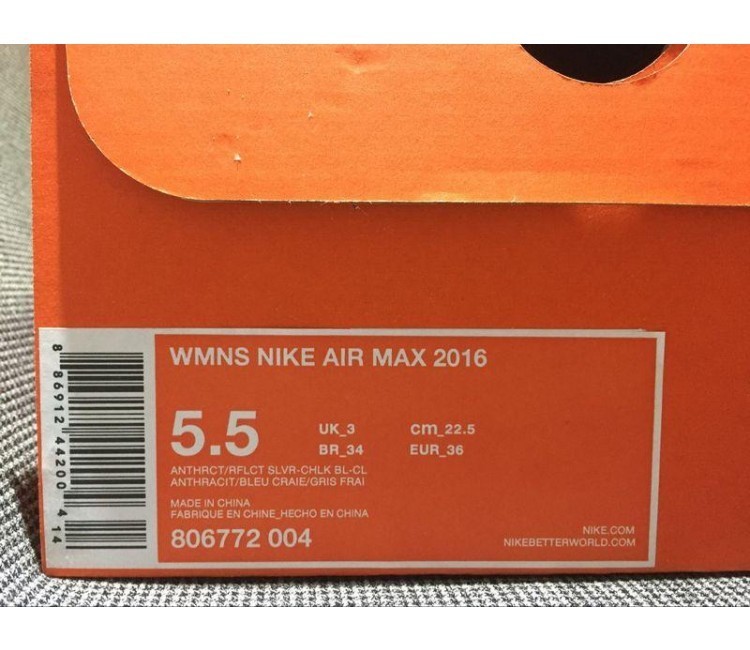 WMNS NIKE AIR MAX 2016
5.5
UK_3 cm_22.5
BR_34 EUR_36
ANTHRCT/RFLCT SLVR-CHLK BL-CL
ANTHRACIT/BLEU CRAIE/GRIS FRAI
MADE IN CHINA
FABRIQUE EN CHINE_HECHO EN CHINA
806772 004
NIKE.COM
NIKEBETTERWORLD.COM
8 86912 44200 4 14